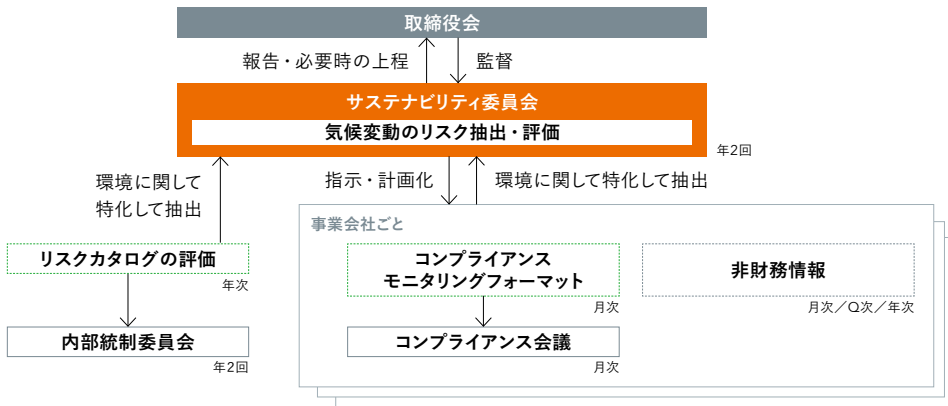 取締役会
報告・必要時の上程
監督
サステナビリティ委員会
気候変動のリスク抽出・評価
年2回
環境に関して
特化して抽出
指示・計画化
環境に関して特化して抽出
事業会社ごと
リスクカタログの評価
年次
内部統制委員会
年2回
コンプライアンス
モニタリングフォーマット
月次
コンプライアンス会議
月次
非財務情報
月次／Q次／年次